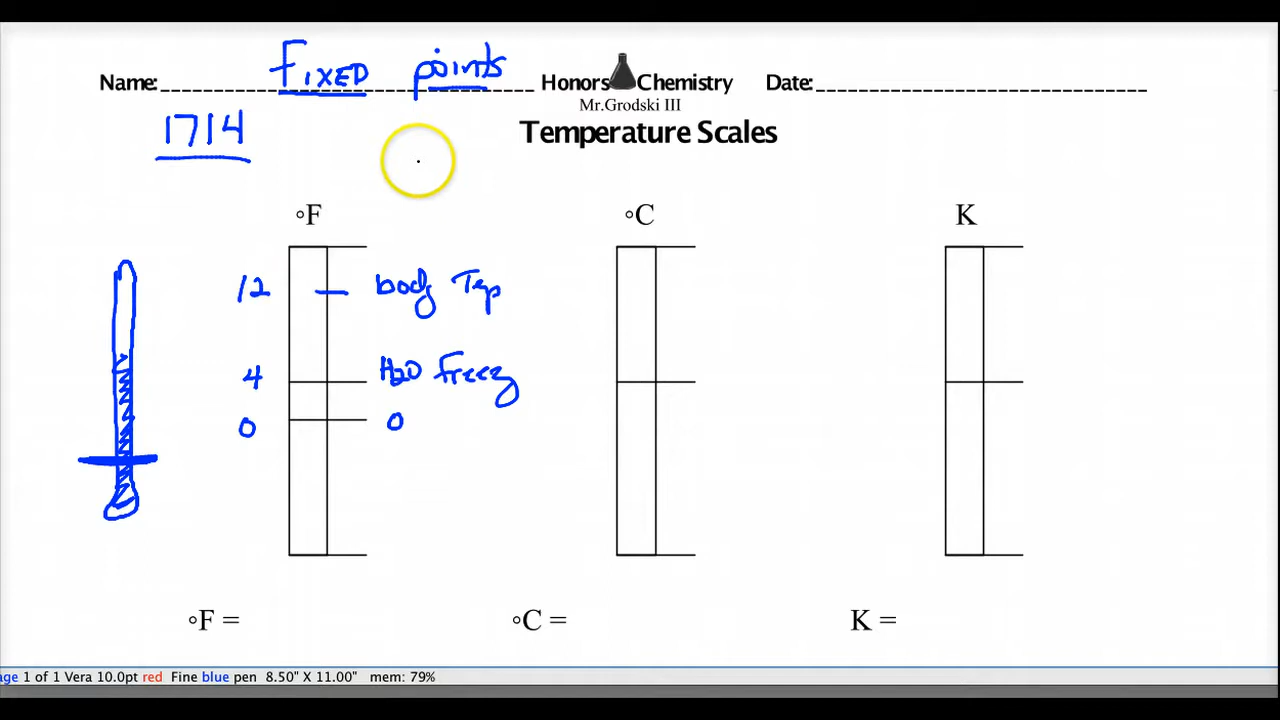 FIXED points
Name: Honors Chemistry Date:
Mr.Grodski III
1714
Temperature Scales
°F °C K
12 body
4 H2O Freez
0 0
°F = °C = K =
age 1 of 1 Vera 10.0pt red Fine blue pen 8.50" X 11.00" mem: 79%